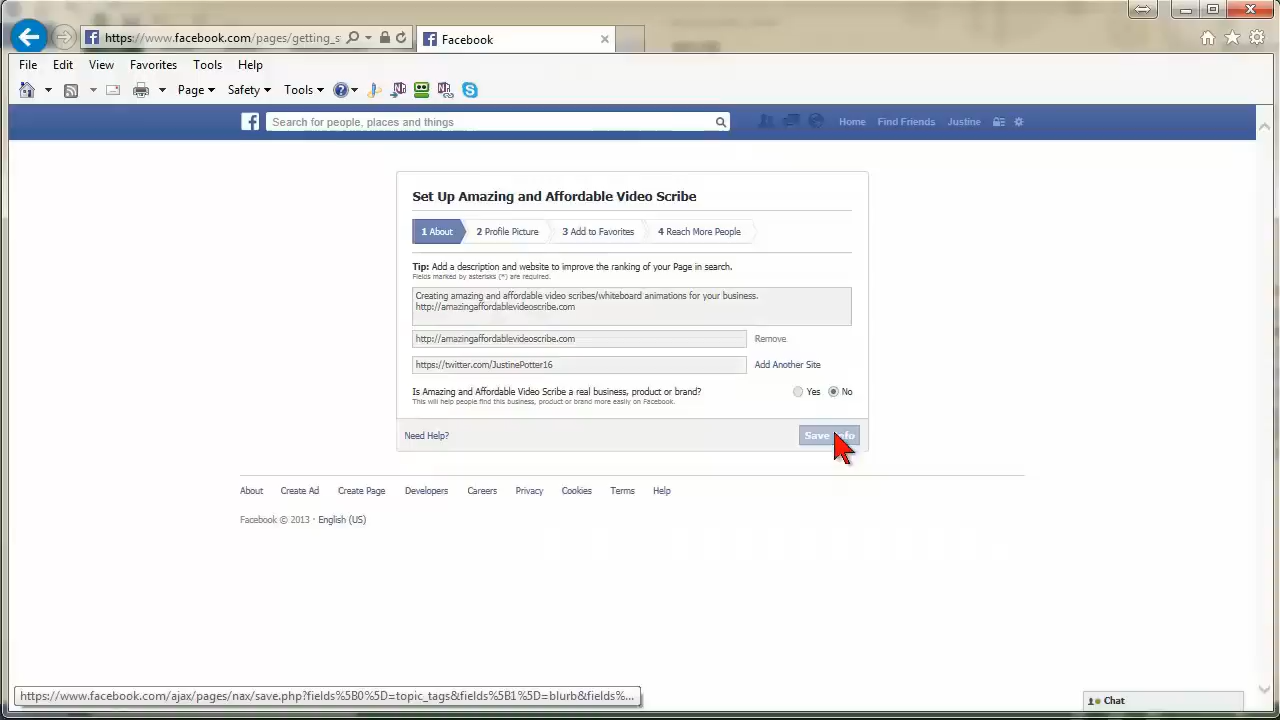 https://www.facebook.com/pages/getting_s
Facebook
File Edit View Favorites Tools Help
Page Safety Tools
Search for people, places and things
Home Find Friends Justine
Set Up Amazing and Affordable Video Scribe
1 About 2 Profile Picture 3 Add to Favorites 4 Reach More People
Tip: Add a description and website to improve the ranking of your Page in search.
Fields marked by asterisks (*) are required.
Creating amazing and affordable video scribes/whiteboard animations for your business.
http://amazingaffordablevideoscribe.com
http://amazingaffordablevideoscribe.com Remove
https://twitter.com/JustinePotter16 Add Another Site
Is Amazing and Affordable Video Scribe a real business, product or brand? Yes No
This will help people find this business, product or brand more easily on Facebook.
Need Help? Save Info
About Create Ad Create Page Developers Careers Privacy Cookies Terms Help
Facebook © 2013 · English (US)
https://www.facebook.com/ajax/pages/nax/save.php?fields%5B0%5D=topic_tags&fields%5B1%5D=blurb&fields%...
Chat